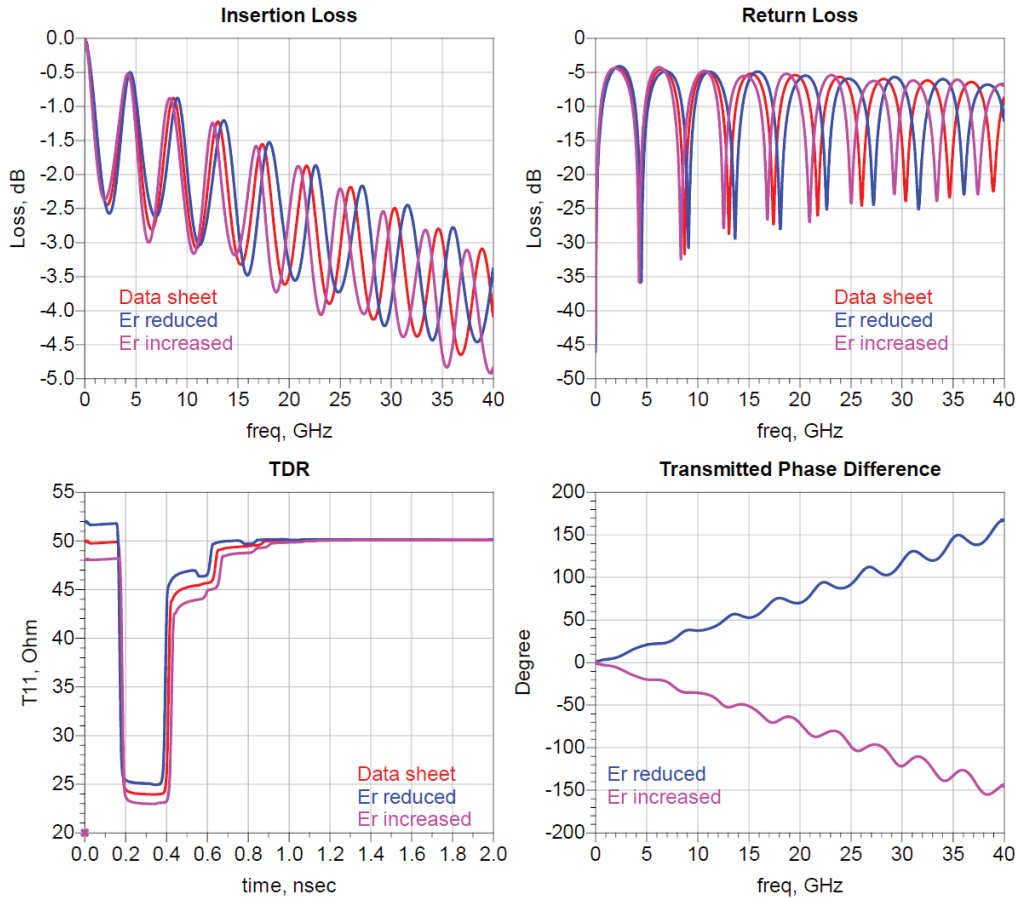 Insertion Loss
0.0
-0.5
-1.0
-1.5
-2.0
-2.5
-3.0
-3.5
-4.0
-4.5
-5.0
Loss, dB
Data sheet
Er reduced
Er increased
0 5 10 15 20 25 30 35 40
freq, GHz
Return Loss
0
-5
-10
-15
-20
-25
-30
-35
-40
-45
-50
Loss, dB
Data sheet
Er reduced
Er increased
0 5 10 15 20 25 30 35 40
freq, GHz
TDR
55
50
45
40
35
30
25
20
T11, Ohm
Data sheet
Er reduced
Er increased
0.0 0.2 0.4 0.6 0.8 1.0 1.2 1.4 1.6 1.8 2.0
time, nsec
Transmitted Phase Difference
200
150
100
50
0
-50
-100
-150
-200
Degree
Er reduced
Er increased
0 5 10 15 20 25 30 35 40
freq, GHz